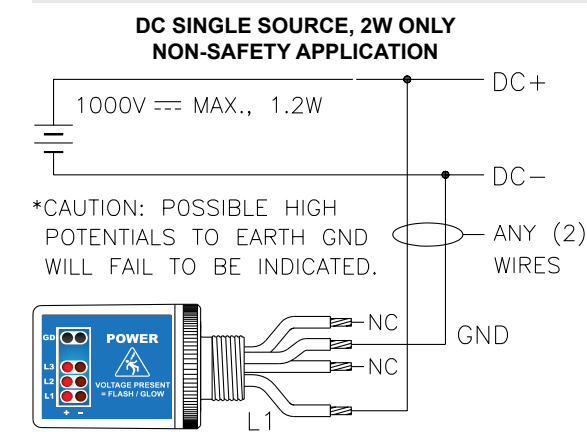 DC SINGLE SOURCE, 2W ONLY
NON-SAFETY APPLICATION
DC+
1000V ⎓ MAX., 1.2W
DC−
*CAUTION: POSSIBLE HIGH
POTENTIALS TO EARTH GND
WILL FAIL TO BE INDICATED.
ANY (2)
WIRES
NC
GND
NC
L1
GD
POWER
L3
L2
L1
VOLTAGE PRESENT
= FLASH / GLOW
+ −